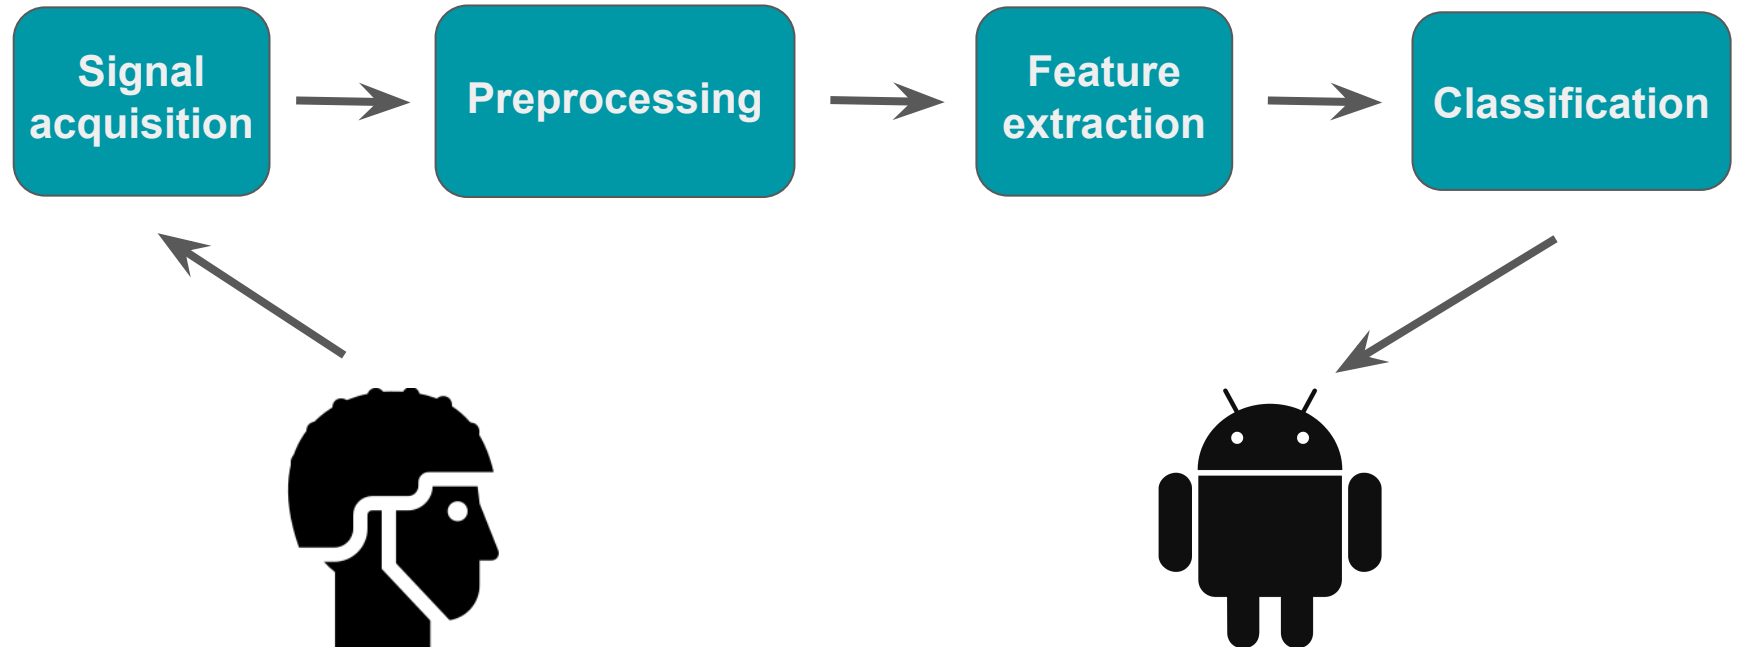 Signal
acquisition
Preprocessing
Feature
extraction
Classification